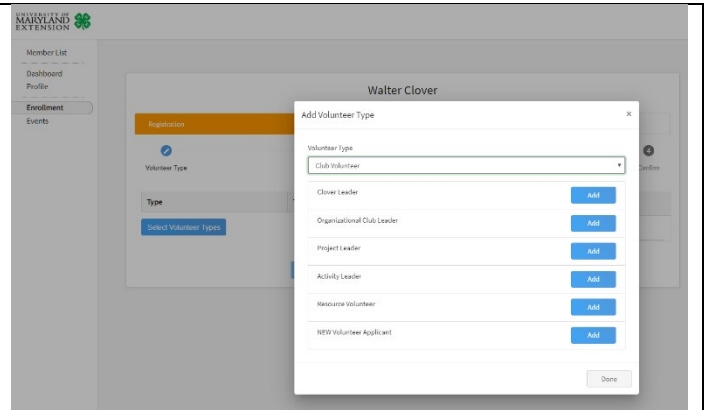 UNIVERSITY OF
MARYLAND
EXTENSION
Member List
Dashboard
Profile
Enrollment
Events
Walter Clover
Registration
Volunteer Type
4
Confirm
Type
Select Volunteer Types
Add Volunteer Type ×
Volunteer Type
Club Volunteer
Clover Leader Add
Organizational Club Leader Add
Project Leader Add
Activity Leader Add
Resource Volunteer Add
NEW Volunteer Applicant Add
Done